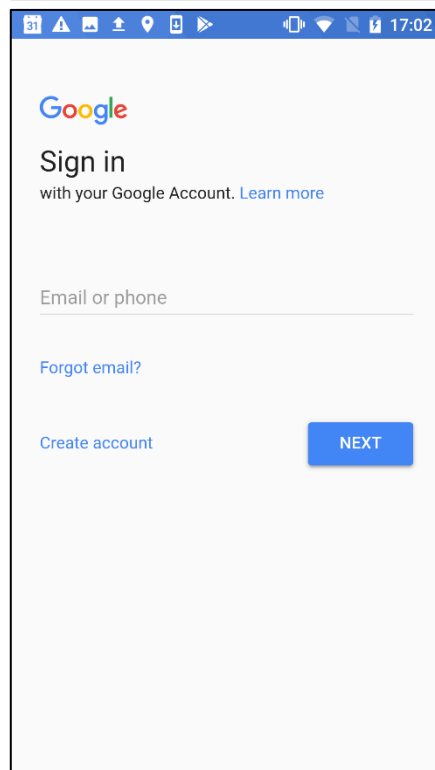 31 17:02
Google
Sign in
with your Google Account. Learn more
Email or phone
Forgot email?
Create account NEXT